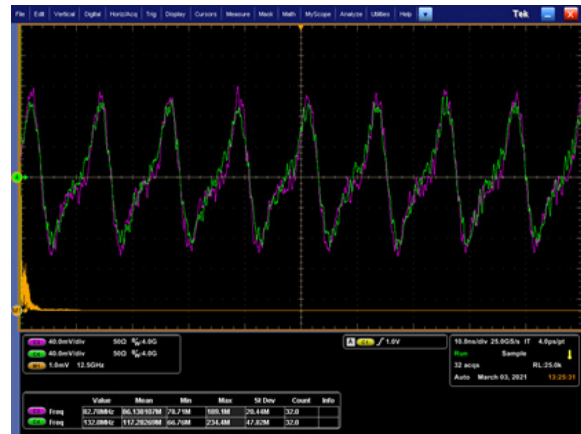 File Edit Vertical Digital Horiz/Acq Trig Display Cursors Measure Mask Math MyScope Analyze Utilities Help Tek
40.0mV/div 50Ω 4.0G
40.0mV/div 50Ω 4.0G
1.0mV 12.5GHz
A 1.0V
10.0ns/div 25.0GS/s IT 4.0ps/pt
Run Sample
32 acqs RL:25.0k
Auto March 03, 2021 13:25:31
Value Mean Min Max St Dev Count Info
Freq 82.78MHz 86.138107M 78.71M 189.1M 20.44M 32.0
Freq 132.8MHz 117.28269M 66.76M 234.4M 47.82M 32.0